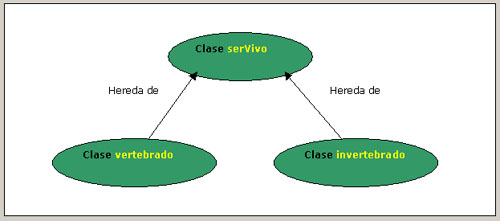 Clase serVivo
Hereda de
Hereda de
Clase vertebrado
Clase invertebrado